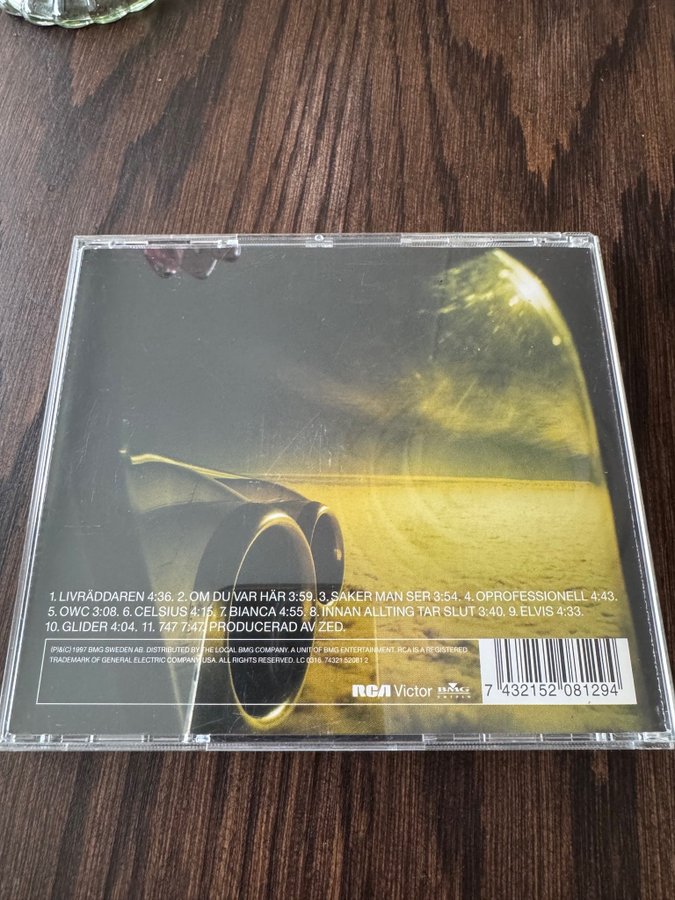 1. LIVRÄDDAREN 4:36. 2. OM DU VAR HÄR 3:59. 3. SAKER MAN SER 3:54. 4. OPROFESSIONELL 4:43.
5. OWC 3:08. 6. CELSIUS 4:15. 7. BIANCA 4:55. 8. INNAN ALLTING TAR SLUT 3:40. 9. ELVIS 4:33.
10. GLIDER 4:04. 11. 747 7:47. PRODUCERAD AV ZED.
(P)&(C) 1997 BMG SWEDEN AB. DISTRIBUTED BY THE LOCAL BMG COMPANY. A UNIT OF BMG ENTERTAINMENT. RCA IS A REGISTERED
TRADEMARK OF GENERAL ELECTRIC COMPANY, USA. ALL RIGHTS RESERVED. LC 0316. 74321 52081 2
RCA Victor BMG
7 432152 081294